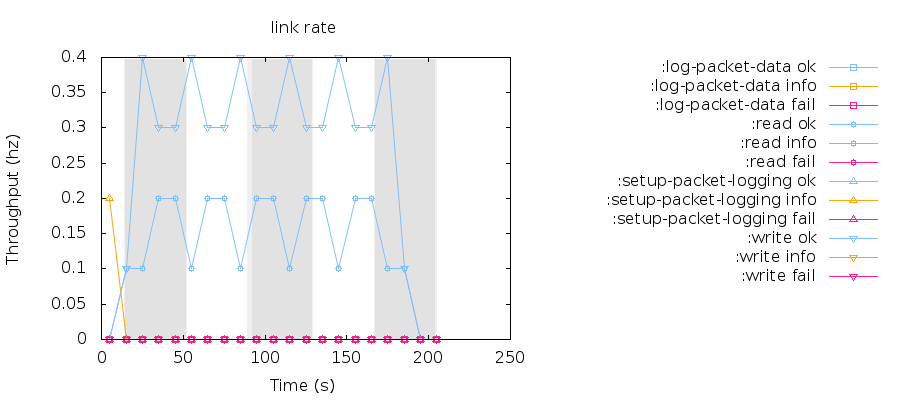 link rate
Throughput (hz)
0.4
0.35
0.3
0.25
0.2
0.15
0.1
0.05
0
0 50 100 150 200 250
Time (s)
:log-packet-data ok
:log-packet-data info
:log-packet-data fail
:read ok
:read info
:read fail
:setup-packet-logging ok
:setup-packet-logging info
:setup-packet-logging fail
:write ok
:write info
:write fail